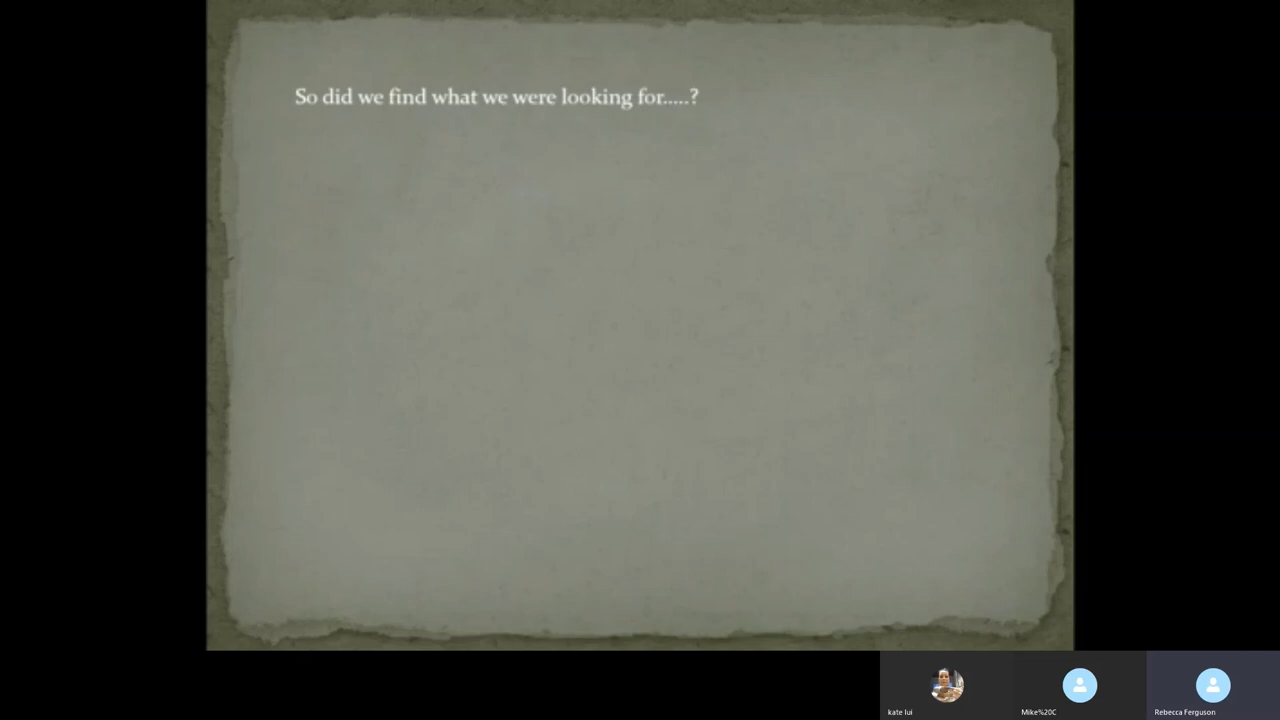 So did we find what we were looking for.....?
kate lui
Mike%20C
Rebecca Ferguson